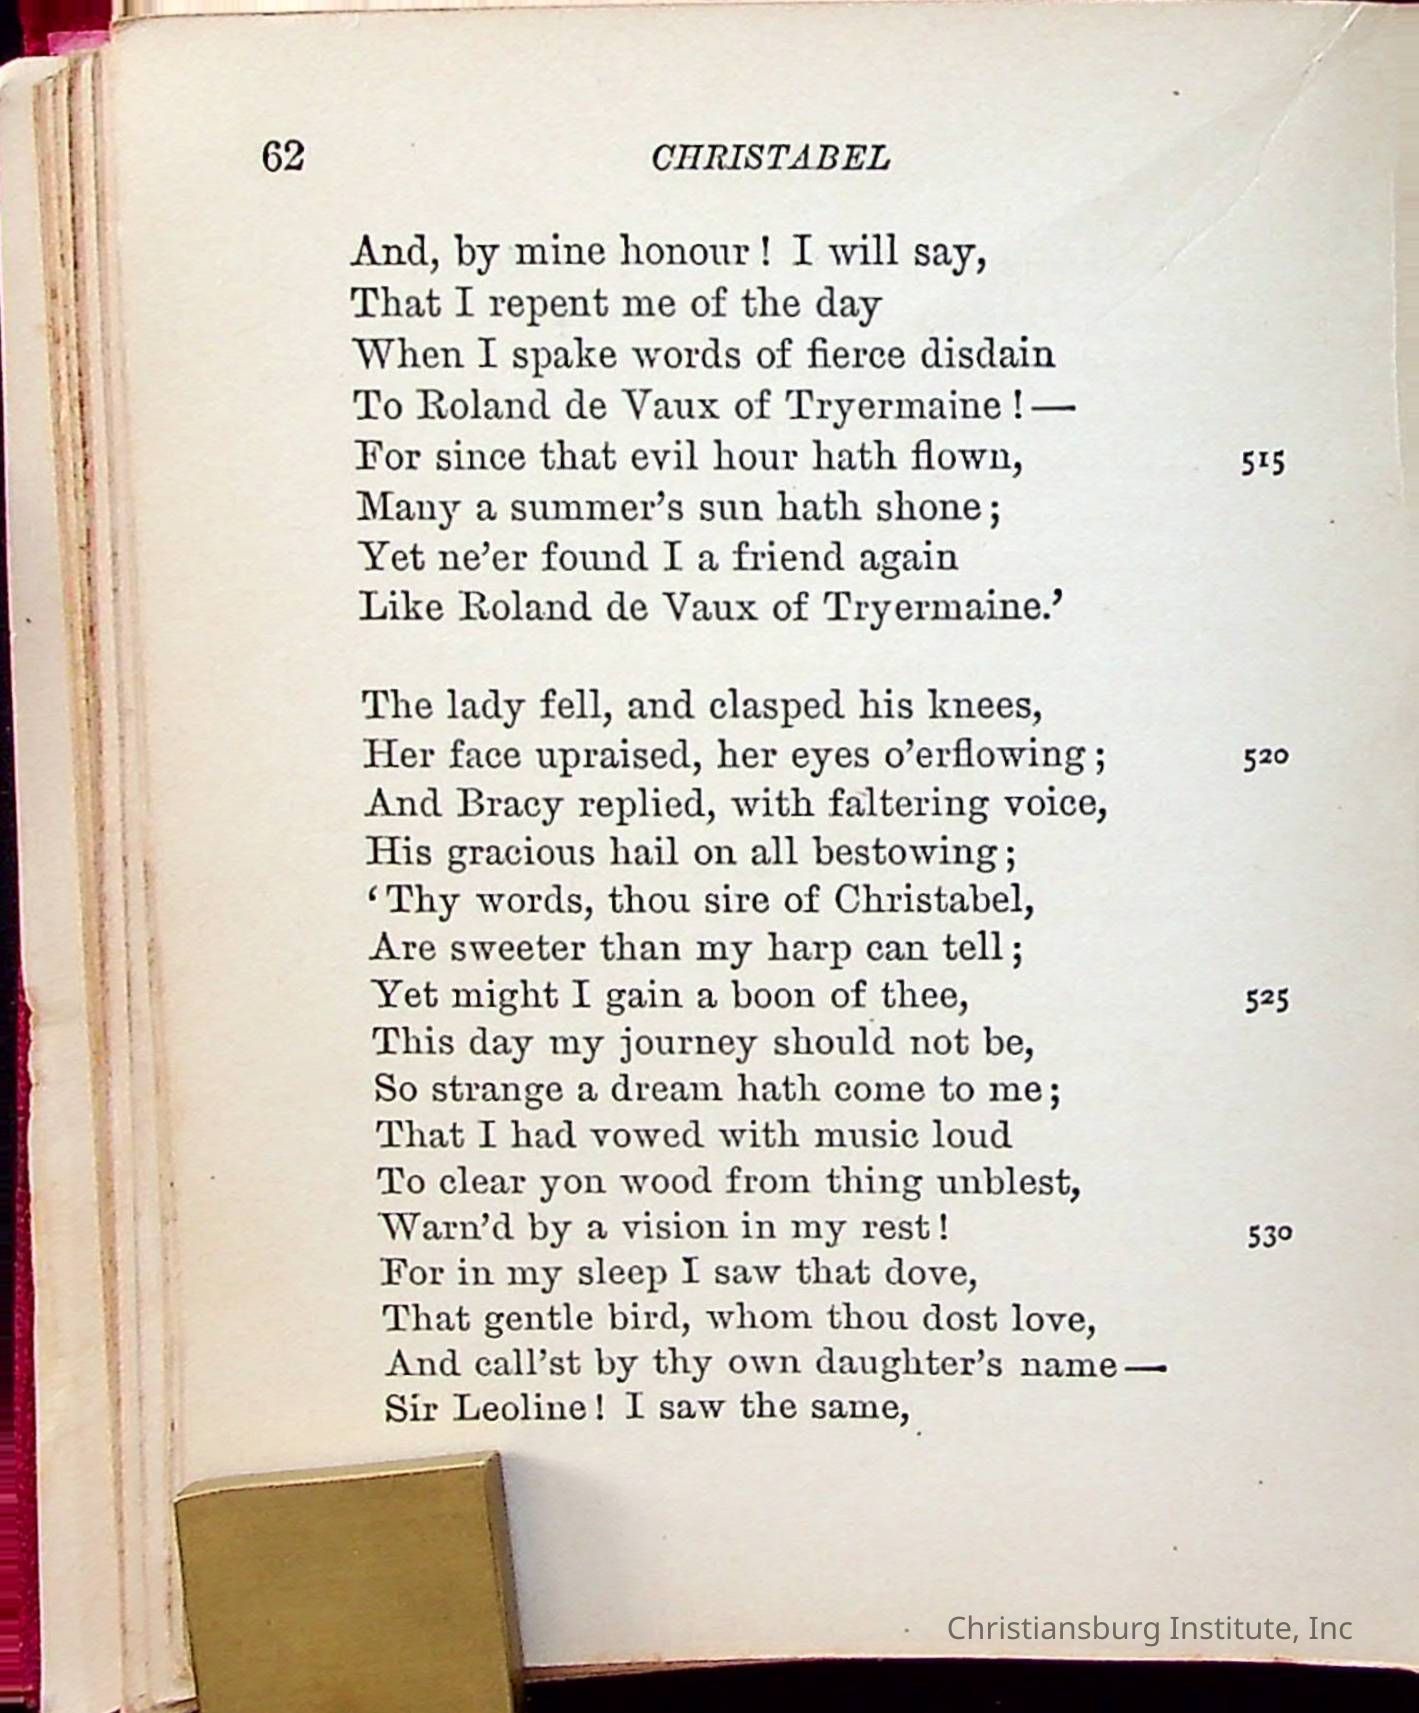 62 CHRISTABEL
And, by mine honour! I will say,
That I repent me of the day
When I spake words of fierce disdain
To Roland de Vaux of Tryermaine!—
For since that evil hour hath flown, 515
Many a summer's sun hath shone;
Yet ne'er found I a friend again
Like Roland de Vaux of Tryermaine.'
The lady fell, and clasped his knees,
Her face upraised, her eyes o'erflowing; 520
And Bracy replied, with faltering voice,
His gracious hail on all bestowing;
'Thy words, thou sire of Christabel,
Are sweeter than my harp can tell;
Yet might I gain a boon of thee, 525
This day my journey should not be,
So strange a dream hath come to me;
That I had vowed with music loud
To clear yon wood from thing unblest,
Warn'd by a vision in my rest! 530
For in my sleep I saw that dove,
That gentle bird, whom thou dost love,
And call'st by thy own daughter's name—
Sir Leoline! I saw the same,
Christiansburg Institute, Inc